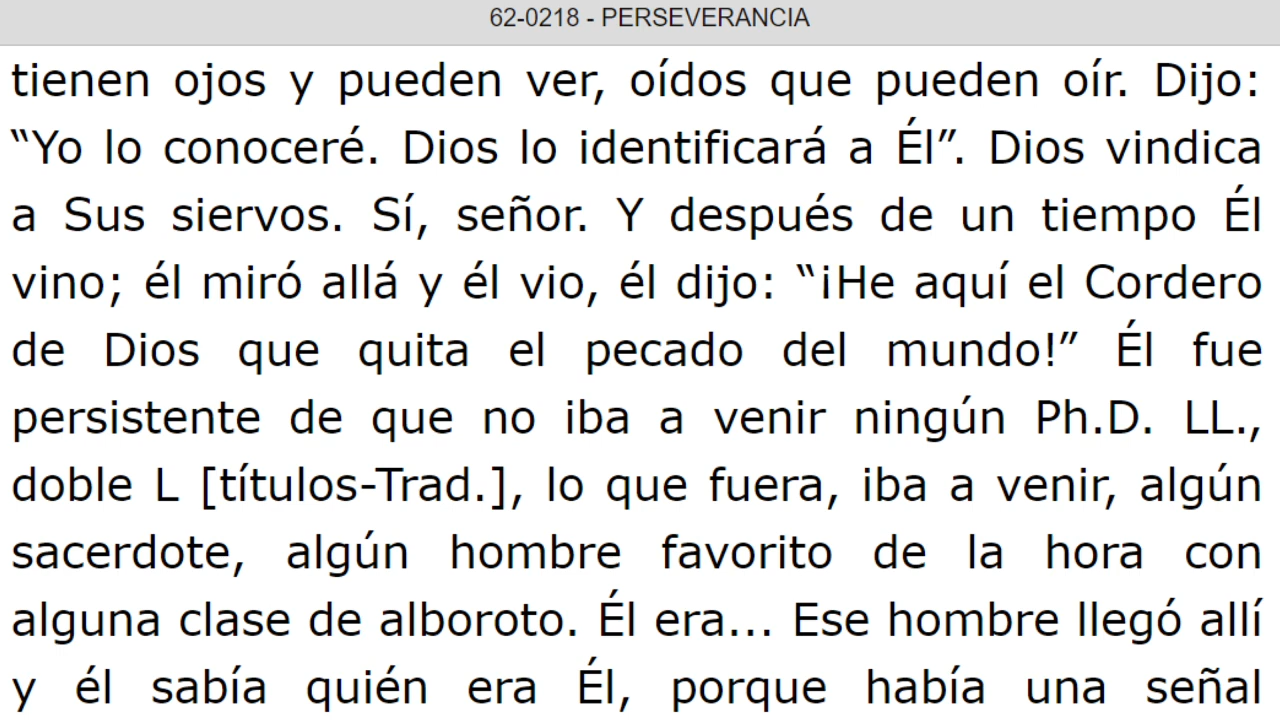 62-0218 - PERSEVERANCIA
tienen ojos y pueden ver, oídos que pueden oír. Dijo:
“Yo lo conoceré. Dios lo identificará a Él”. Dios vindica
a Sus siervos. Sí, señor. Y después de un tiempo Él
vino; él miró allá y él vio, él dijo: “¡He aquí el Cordero
de Dios que quita el pecado del mundo!” Él fue
persistente de que no iba a venir ningún Ph.D. LL.,
doble L [títulos-Trad.], lo que fuera, iba a venir, algún
sacerdote, algún hombre favorito de la hora con
alguna clase de alboroto. Él era... Ese hombre llegó allí
y él sabía quién era Él, porque había una señal